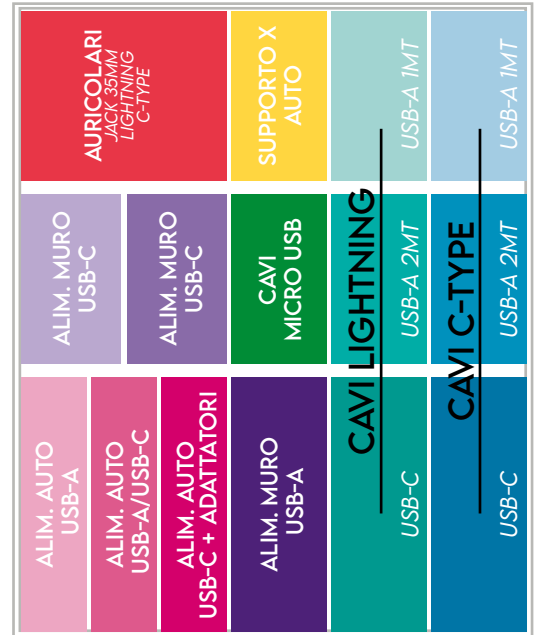 ALIM. AUTO
USB-A
ALIM. AUTO
USB-A/USB-C
ALIM. AUTO
USB-C + ADATTATORI
ALIM. MURO
USB-C
ALIM. MURO
USB-C
AURICOLARI
JACK 35MM
LIGHTNING
C-TYPE
ALIM. MURO
USB-A
CAVI
MICRO USB
SUPPORTO X
AUTO
CAVI LIGHTNING
USB-C
USB-A 2MT
USB-A 1MT
CAVI C-TYPE
USB-C
USB-A 2MT
USB-A 1MT